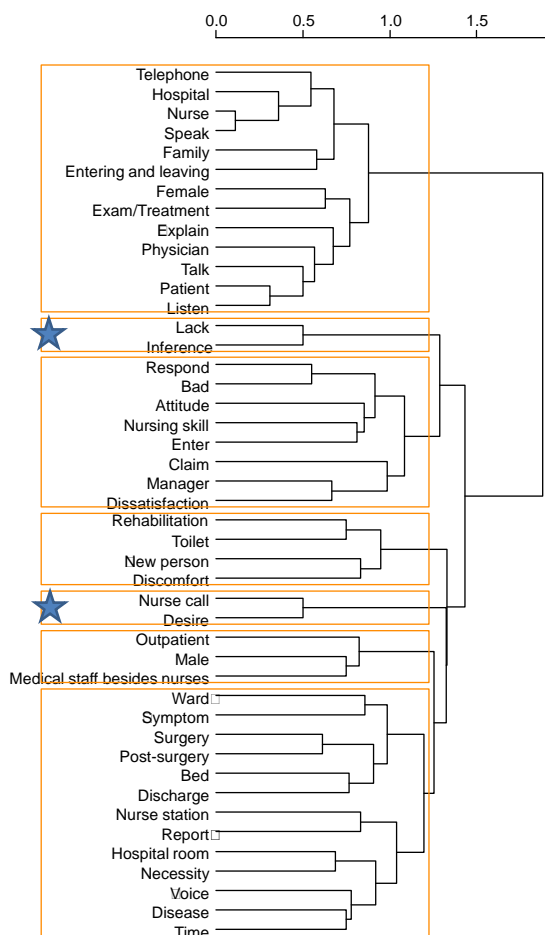 0.0 0.5 1.0 1.5
Telephone
Hospital
Nurse
Speak
Family
Entering and leaving
Female
Exam/Treatment
Explain
Physician
Talk
Patient
Listen
Lack
Inference
Respond
Bad
Attitude
Nursing skill
Enter
Claim
Manager
Dissatisfaction
Rehabilitation
Toilet
New person
Discomfort
Nurse call
Desire
Outpatient
Male
Medical staff besides nurses
Ward
Symptom
Surgery
Post-surgery
Bed
Discharge
Nurse station
Report
Hospital room
Necessity
Voice
Disease
Time